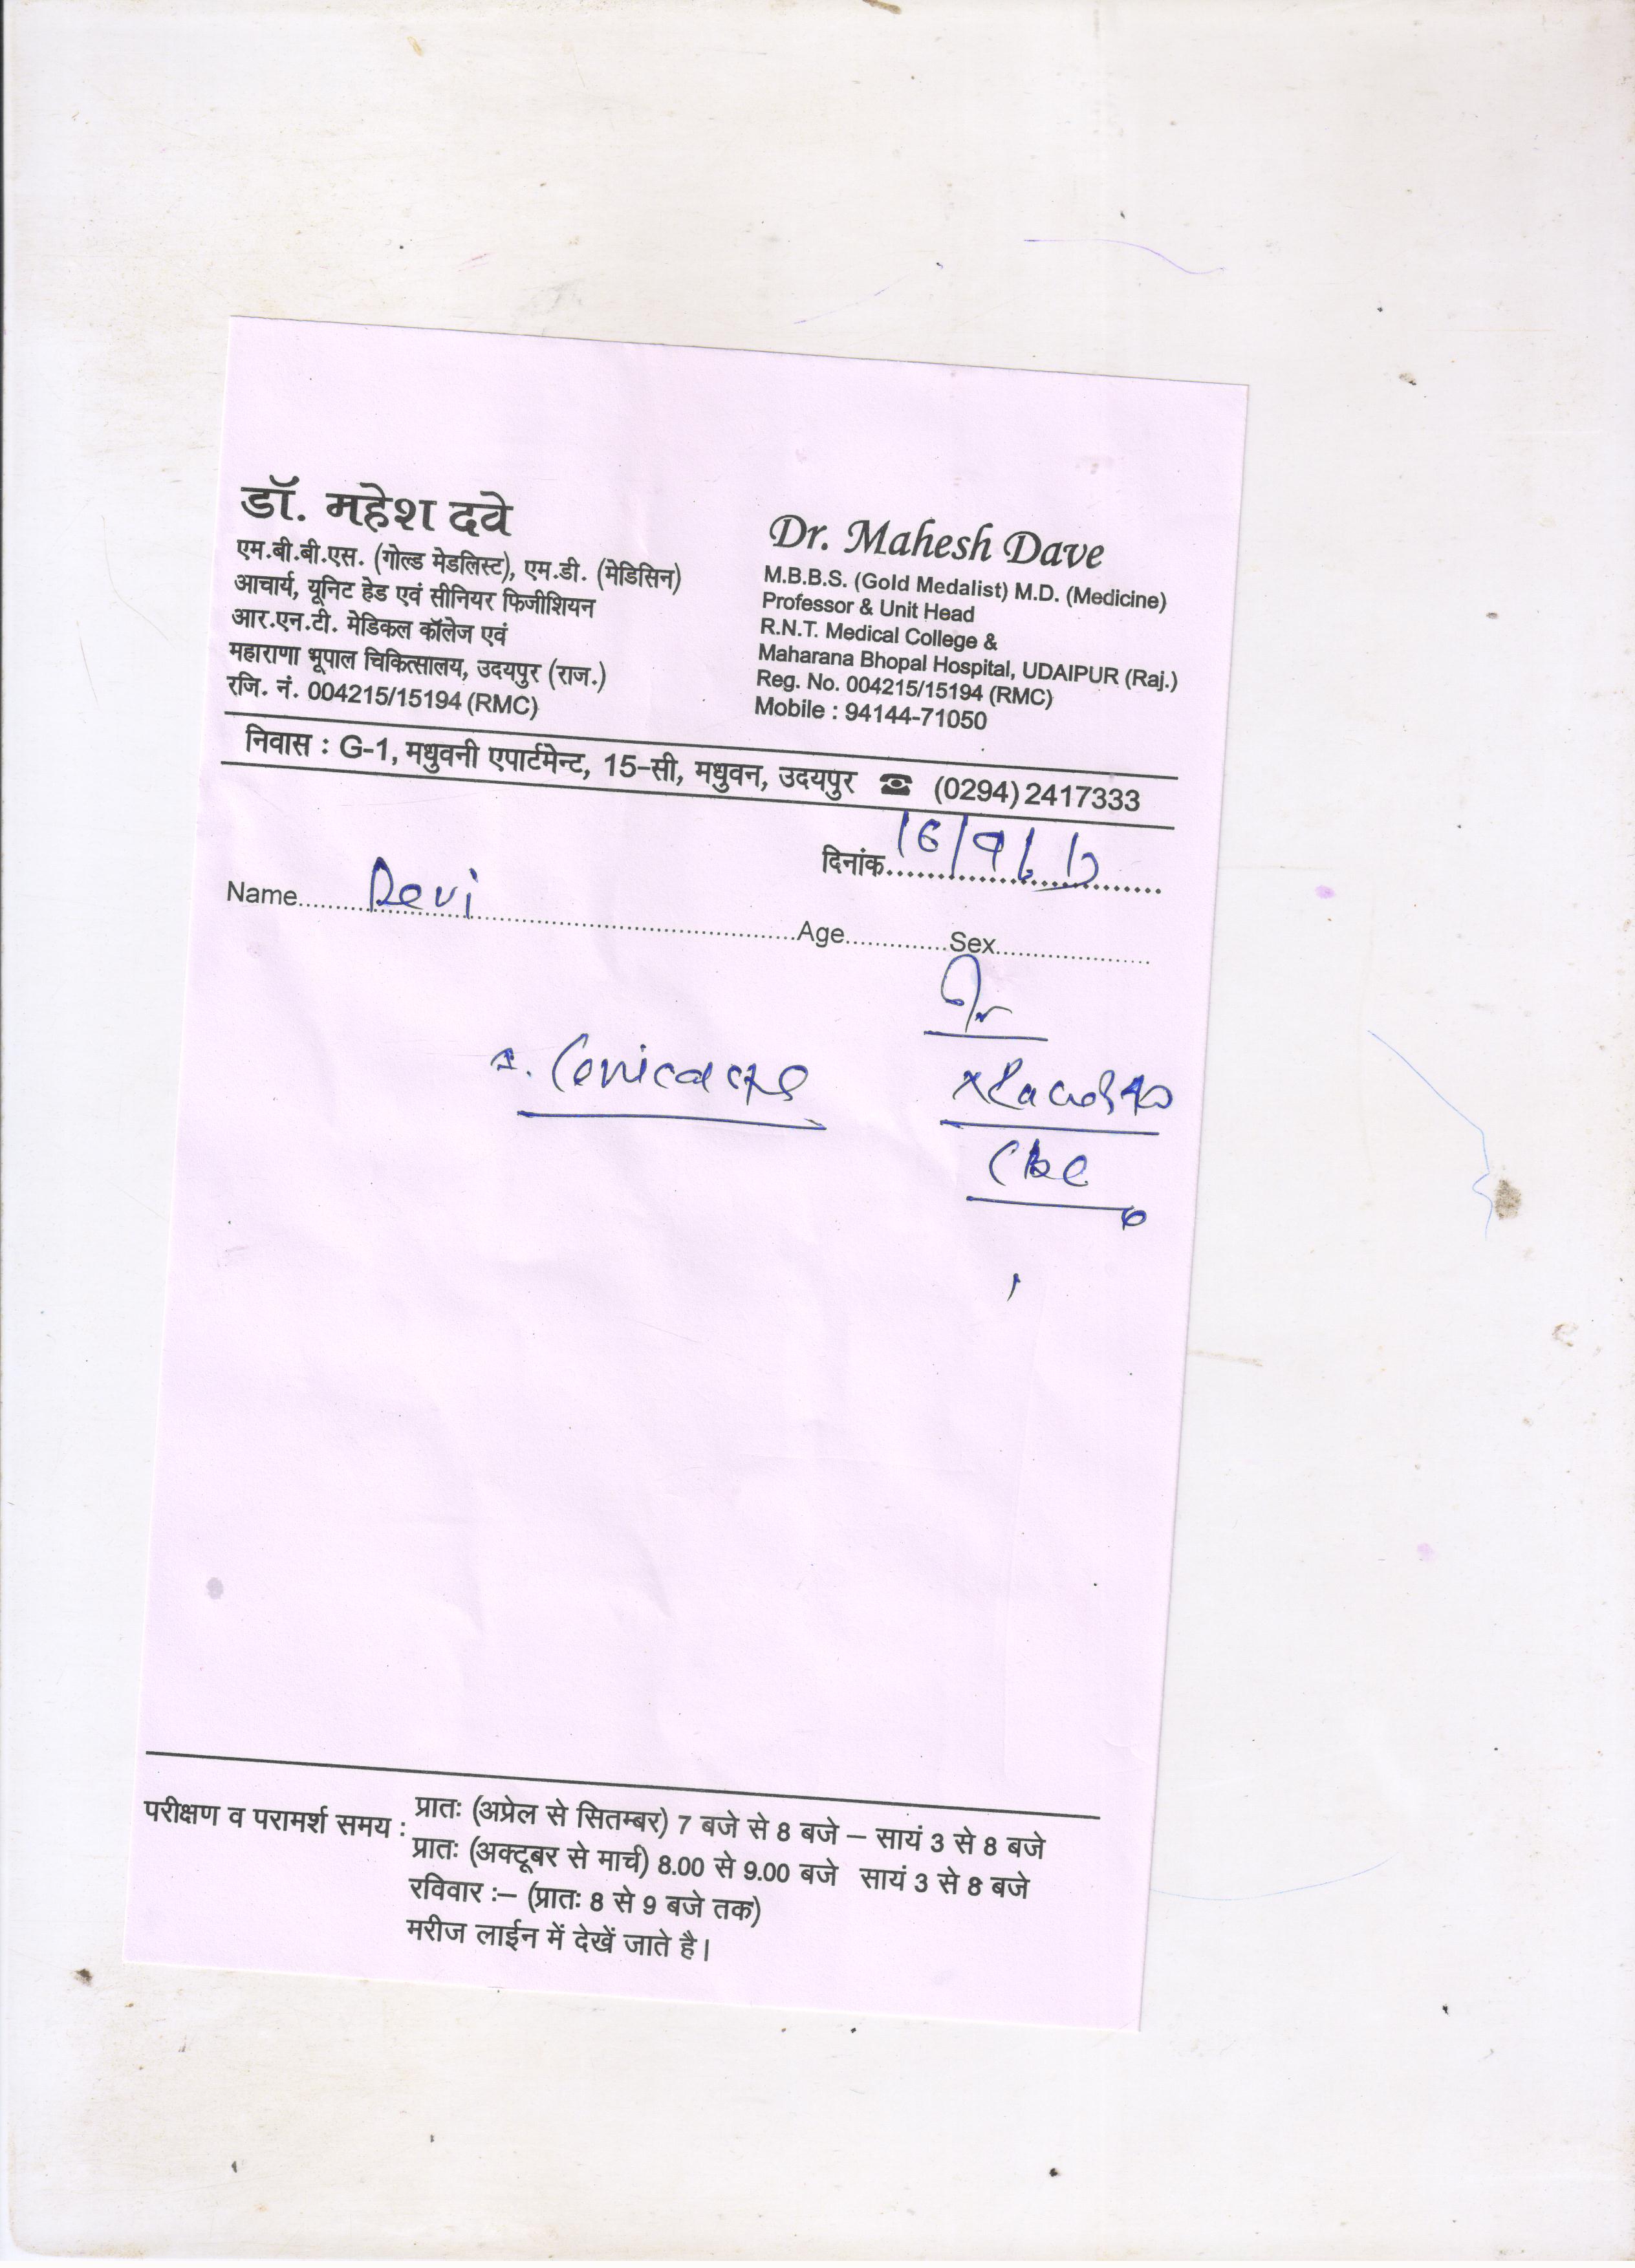 डॉ. महेश दवे
एम.बी.बी.एस. (गोल्ड मेडलिस्ट), एम.डी. (मेडिसिन)
आचार्य, यूनिट हेड एवं सीनियर फिजीशियन
आर.एन.टी. मेडिकल कॉलेज एवं
महाराणा भूपाल चिकित्सालय, उदयपुर (राज.)
रजि. नं. 004215/15194 (RMC)
Dr. Mahesh Dave
M.B.B.S. (Gold Medalist) M.D. (Medicine)
Professor & Unit Head
R.N.T. Medical College &
Maharana Bhopal Hospital, UDAIPUR (Raj.)
Reg. No. 004215/15194 (RMC)
Mobile : 94144-71050
निवास : G-1, मधुवनी एपार्टमेन्ट, 15-सी, मधुवन, उदयपुर ☎ (0294) 2417333
दिनांक 16/9/17
Name Devi Age Sex
CBC
परीक्षण व परामर्श समय : प्रातः (अप्रेल से सितम्बर) 7 बजे से 8 बजे – सायं 3 से 8 बजे
प्रातः (अक्टूबर से मार्च) 8.00 से 9.00 बजे सायं 3 से 8 बजे
रविवार :– (प्रातः 8 से 9 बजे तक)
मरीज लाईन में देखें जाते है।